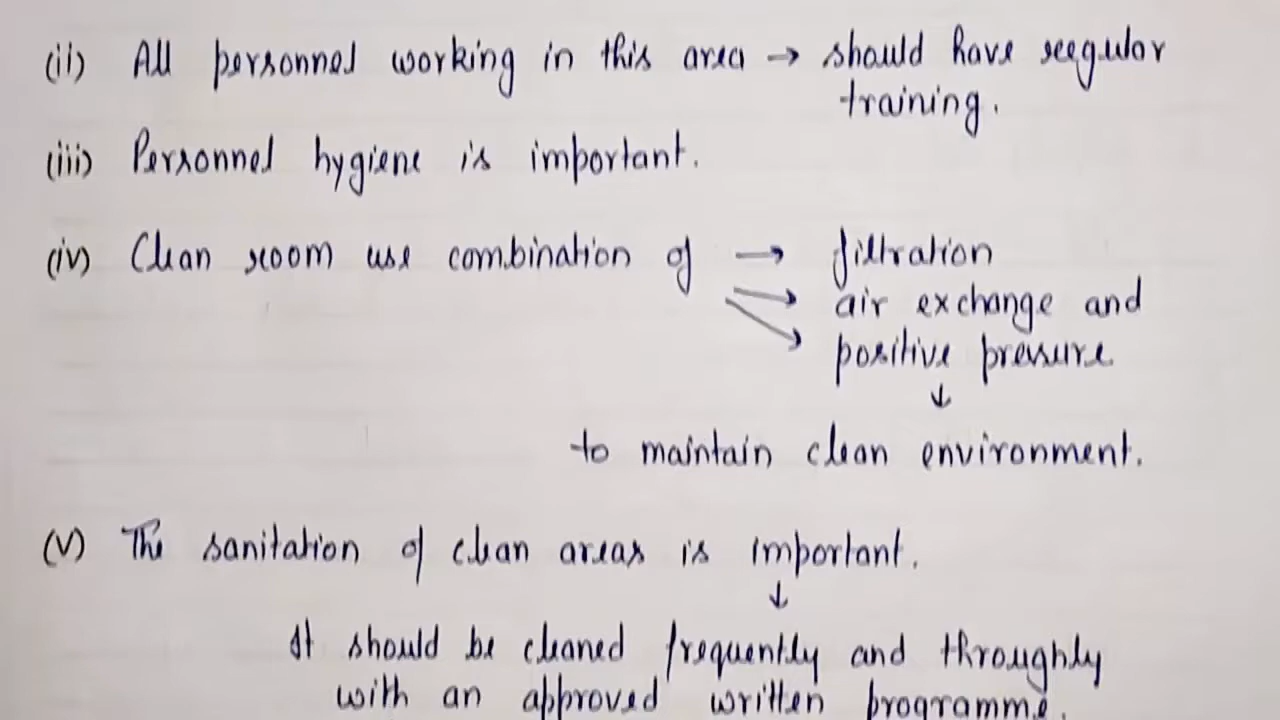 (ii) All personnel working in this area → should have regular
training.
(iii) Personnel hygiene is important.
(iv) Clean room use combination of → filtration
→ air exchange and
→ positive pressure
↓
to maintain clean environment.
(v) The sanitation of clean areas is important.
↓
It should be cleaned frequently and throughly
with an approved written programme.